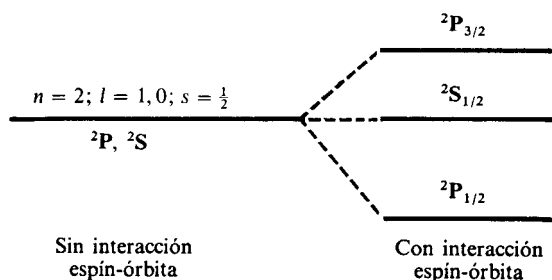 ²P₃/₂
n = 2; l = 1, 0; s = ½
²S₁/₂
²P, ²S
²P₁/₂
Sin interacción
espín-órbita
Con interacción
espín-órbita